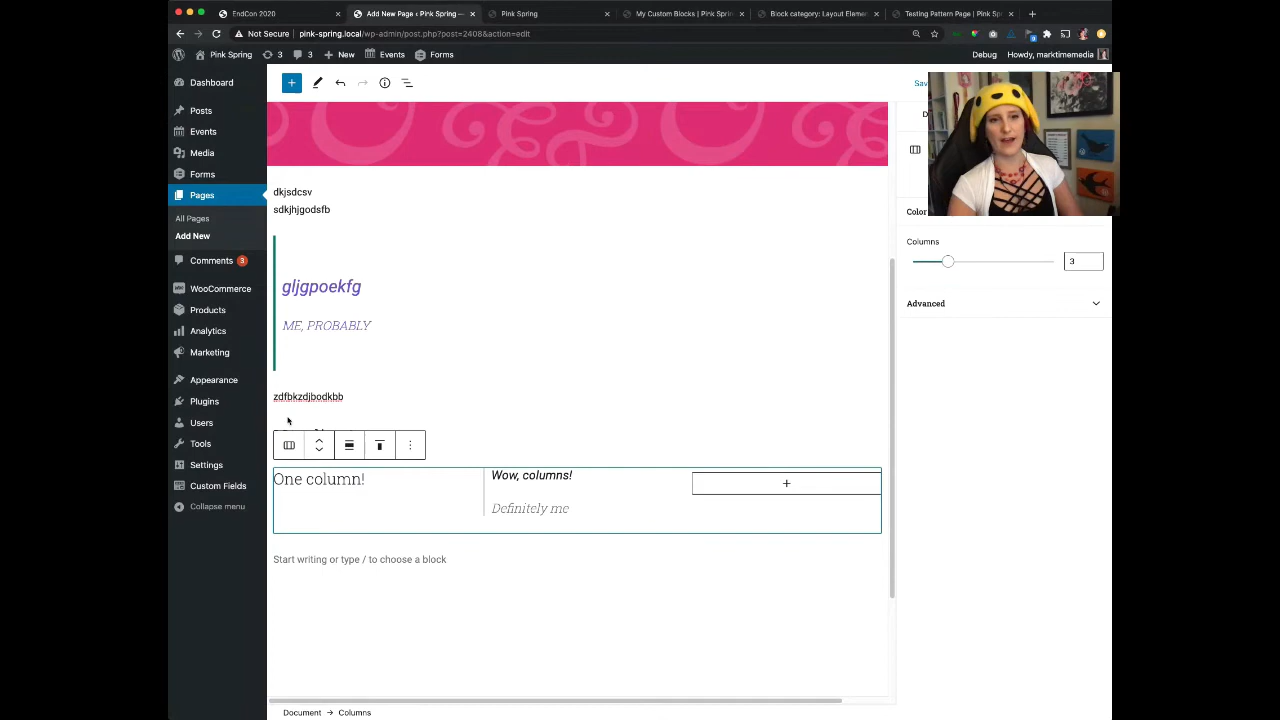 EndCon 2020
Add New Page ‹ Pink Spring —
Pink Spring
My Custom Blocks | Pink Sprin
Block category: Layout Elemen
Testing Pattern Page | Pink Sp
Not Secure | pink-spring.local/wp-admin/post.php?post=2408&action=edit
Pink Spring 3 3 New Events Forms Debug Howdy, marktimemedia
Dashboard
Posts
Events
Media
Forms
Pages
All Pages
Add New
Comments 3
WooCommerce
Products
Analytics
Marketing
Appearance
Plugins
Users
Tools
Settings
Custom Fields
Collapse menu
dkjsdcsv
sdkjhjgodsfb
gljgpoekfg
ME, PROBABLY
zdfbkzdjbodkbb
One column!
Wow, columns!
Definitely me
Start writing or type / to choose a block
Document → Columns
Sav
D
Color
Columns
3
Advanced